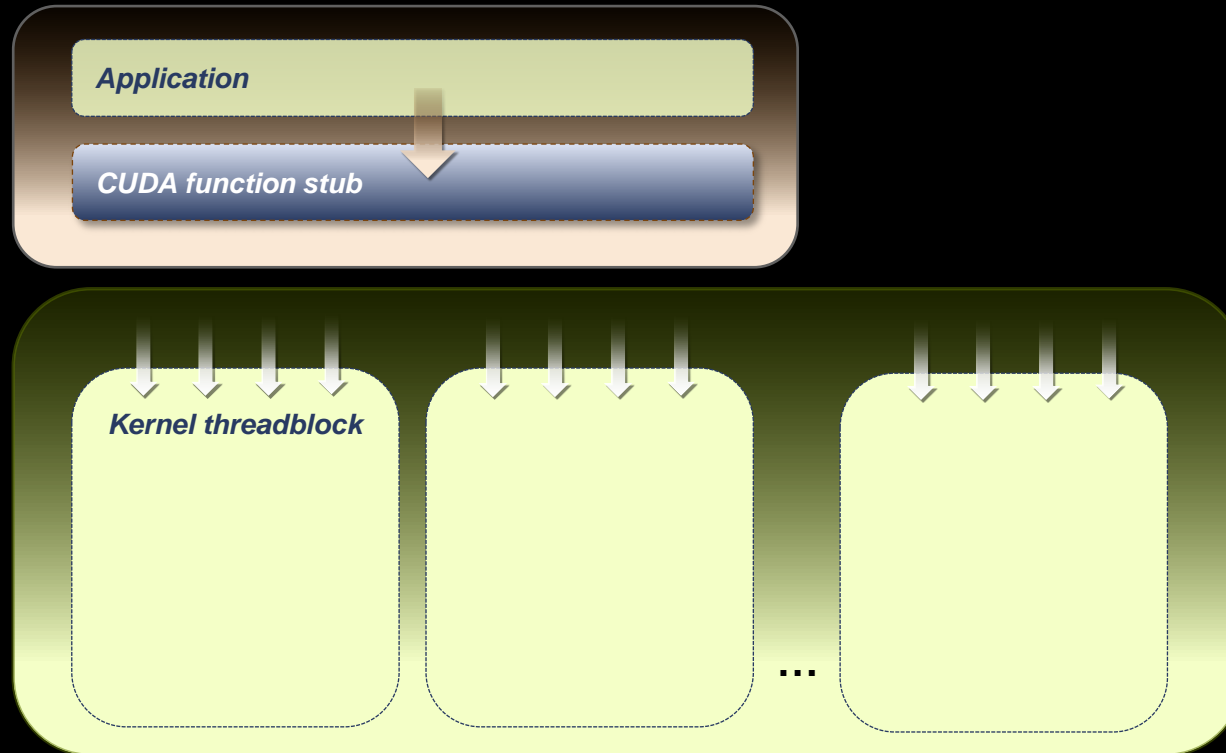 Application
CUDA function stub
Kernel threadblock
...